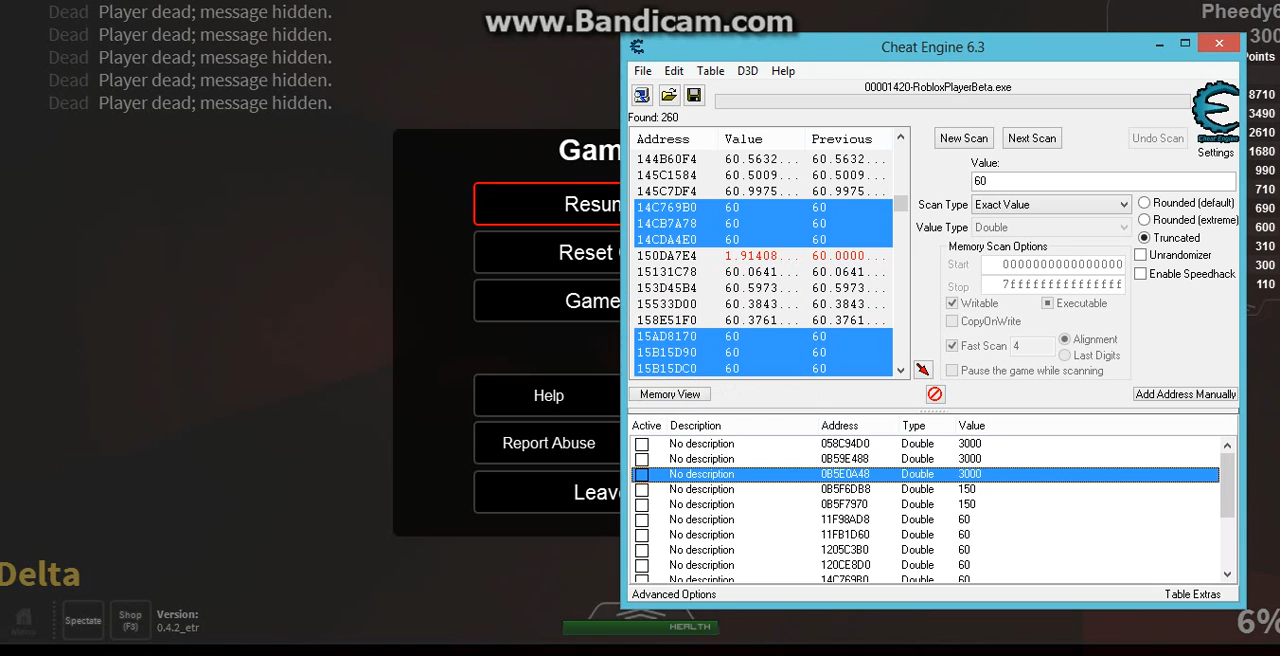 www.Bandicam.com
Dead Player dead; message hidden.
Dead Player dead; message hidden.
Dead Player dead; message hidden.
Dead Player dead; message hidden.
Dead Player dead; message hidden.
Pheedy6
300
Points
8710
3490
2610
1680
990
710
690
600
310
300
110
Gam
Resun
Reset
Game
Help
Report Abuse
Leave
Delta
Menu
Spectate
Shop
(F5)
Version:
0.4.2_etr
HEALTH
6%
Cheat Engine 6.3
File Edit Table D3D Help
00001420-RobloxPlayerBeta.exe
Found: 260
Address Value Previous
144B60F4 60.5632... 60.5632...
145C1584 60.5009... 60.5009...
145C7DF4 60.9975... 60.9975...
14C769B0 60 60
14CB7A78 60 60
14CDA4E0 60 60
150DA7E4 1.91408... 60.0000...
15131C78 60.0641... 60.0641...
153D45B4 60.5973... 60.5973...
15533D00 60.3843... 60.3843...
158E51F0 60.3761... 60.3761...
15AD8170 60 60
15B15D90 60 60
15B15DC0 60 60
New Scan Next Scan Undo Scan
Settings
Value:
60
Scan Type Exact Value
Value Type Double
Rounded (default)
Rounded (extreme)
Truncated
Unrandomizer
Enable Speedhack
Memory Scan Options
Start 0000000000000000
Stop 7fffffffffffffff
Writable Executable
CopyOnWrite
Fast Scan 4 Alignment
Last Digits
Pause the game while scanning
Memory View Add Address Manually
Active Description Address Type Value
No description 058C94D0 Double 3000
No description 0B59E488 Double 3000
No description 0B5E0A48 Double 3000
No description 0B5F6DB8 Double 150
No description 0B5F7970 Double 150
No description 11F98AD8 Double 60
No description 11FB1D60 Double 60
No description 1205C3B0 Double 60
No description 120CE8D0 Double 60
No description 14C769B0 Double 60
Advanced Options Table Extras